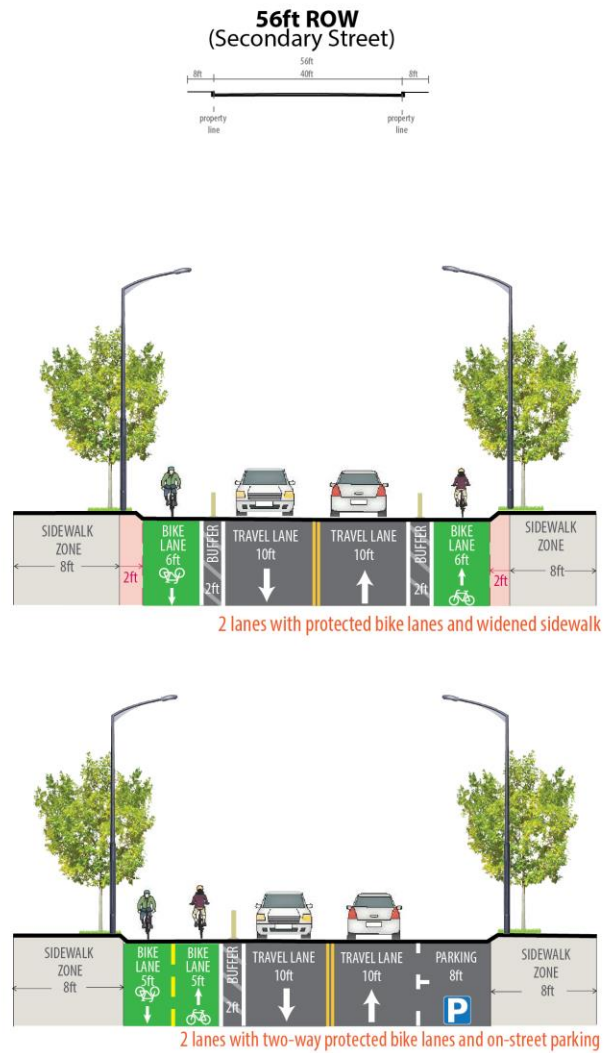 56ft ROW
(Secondary Street)
56ft
8ft 40ft 8ft
property
line
property
line
SIDEWALK
ZONE
8ft
2ft
BIKE
LANE
6ft
BUFFER
2ft
TRAVEL LANE
10ft
TRAVEL LANE
10ft
BUFFER
2ft
BIKE
LANE
6ft
2ft
SIDEWALK
ZONE
8ft
2 lanes with protected bike lanes and widened sidewalk
SIDEWALK
ZONE
8ft
BIKE
LANE
5ft
BIKE
LANE
5ft
BUFFER
2ft
TRAVEL LANE
10ft
TRAVEL LANE
10ft
PARKING
8ft
P
SIDEWALK
ZONE
8ft
2 lanes with two-way protected bike lanes and on-street parking